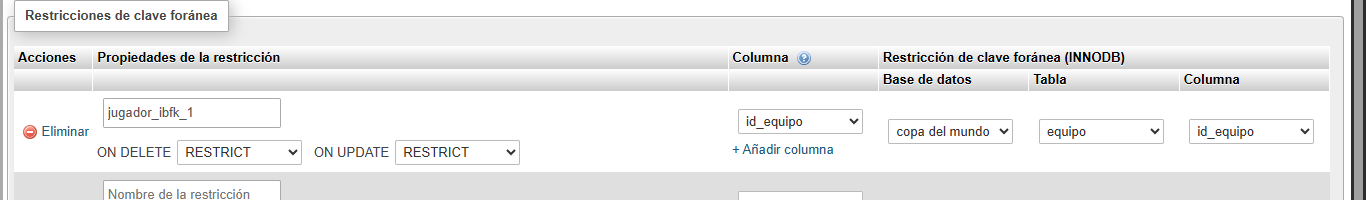 Restricciones de clave foránea
Acciones Propiedades de la restricción Columna Restricción de clave foránea (INNODB)
Base de datos Tabla Columna
jugador_ibfk_1
Eliminar id_equipo copa del mundo equipo id_equipo
ON DELETE RESTRICT ON UPDATE RESTRICT + Añadir columna
Nombre de la restricción